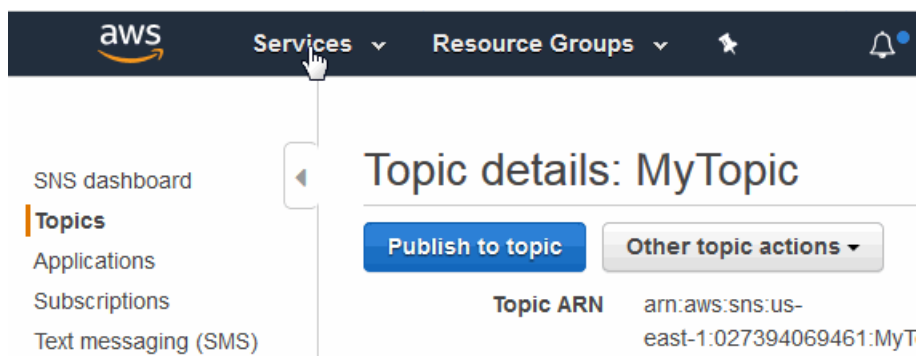 aws Services Resource Groups
SNS dashboard
Topics
Applications
Subscriptions
Text messaging (SMS)
Topic details: MyTopic
Publish to topic Other topic actions
Topic ARN arn:aws:sns:us-
east-1:027394069461:MyT